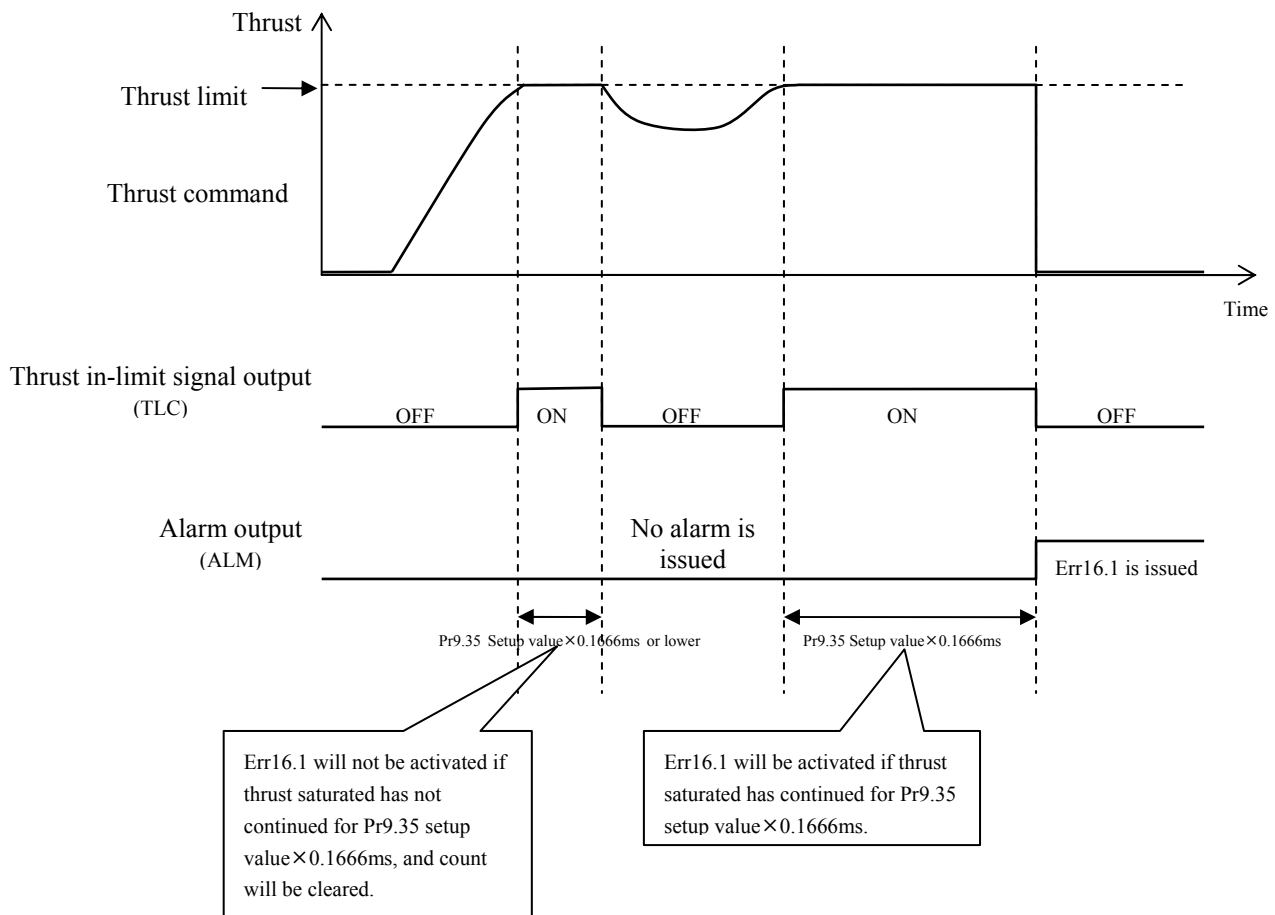 Thrust
Thrust limit
Thrust command
Time
Thrust in-limit signal output
(TLC)
OFF
ON
OFF
ON
OFF
Alarm output
(ALM)
No alarm is
issued
Err16.1 is issued
Pr9.35 Setup value×0.1666ms or lower
Pr9.35 Setup value×0.1666ms
Err16.1 will not be activated if
thrust saturated has not
continued for Pr9.35 setup
value×0.1666ms, and count
will be cleared.
Err16.1 will be activated if thrust
saturated has continued for Pr9.35
setup value×0.1666ms.